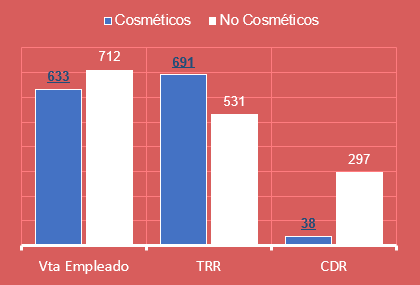 Cosméticos No Cosméticos
633 712 691 531 38 297
Vta Empleado TRR CDR